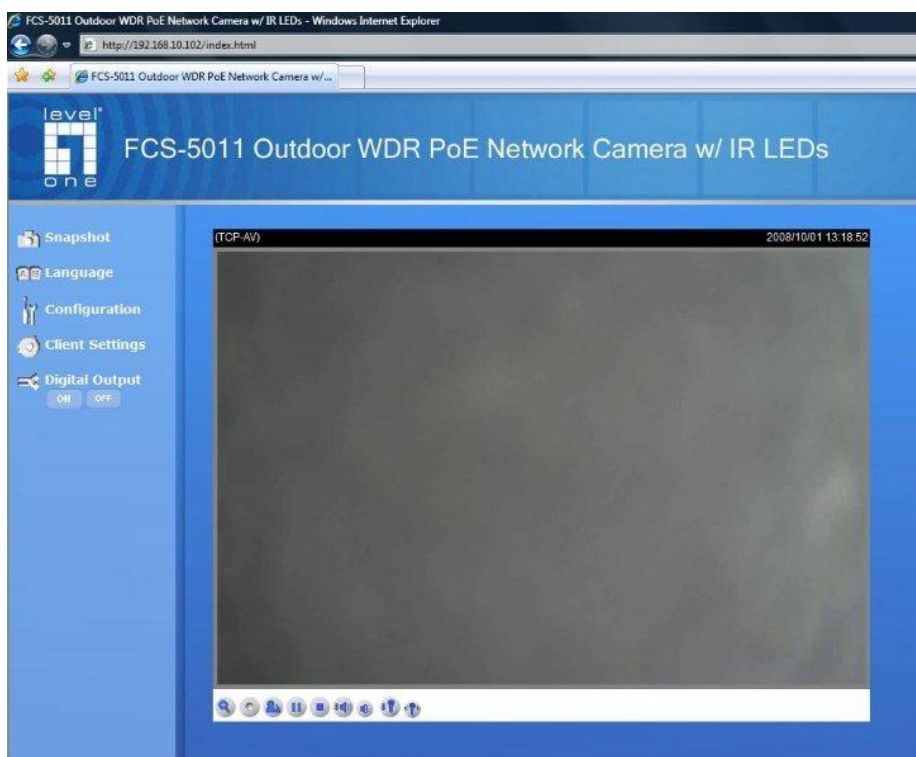 FCS-5011 Outdoor WDR PoE Network Camera w/ IR LEDs - Windows Internet Explorer
http://192.168.10.102/index.html
FCS-5011 Outdoor WDR PoE Network Camera w/...
level
one
FCS-5011 Outdoor WDR PoE Network Camera w/ IR LEDs
Snapshot
Language
Configuration
Client Settings
Digital Output
ON OFF
(TCP-AV) 2008/10/01 13:18:52